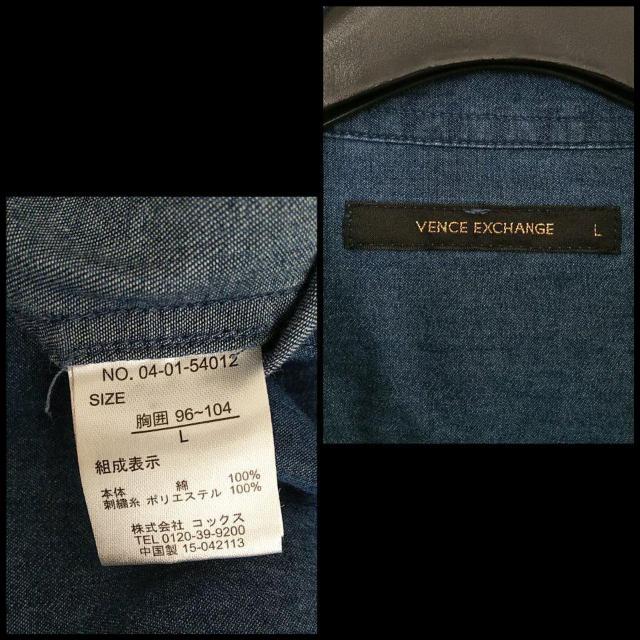 VENCE EXCHANGE L
NO. 04-01-54012
SIZE
胸囲 96~104
L
組成表示
本体 綿 100%
刺繍糸 ポリエステル 100%
株式会社 コックス
TEL 0120-39-9200
中国製 15-042113